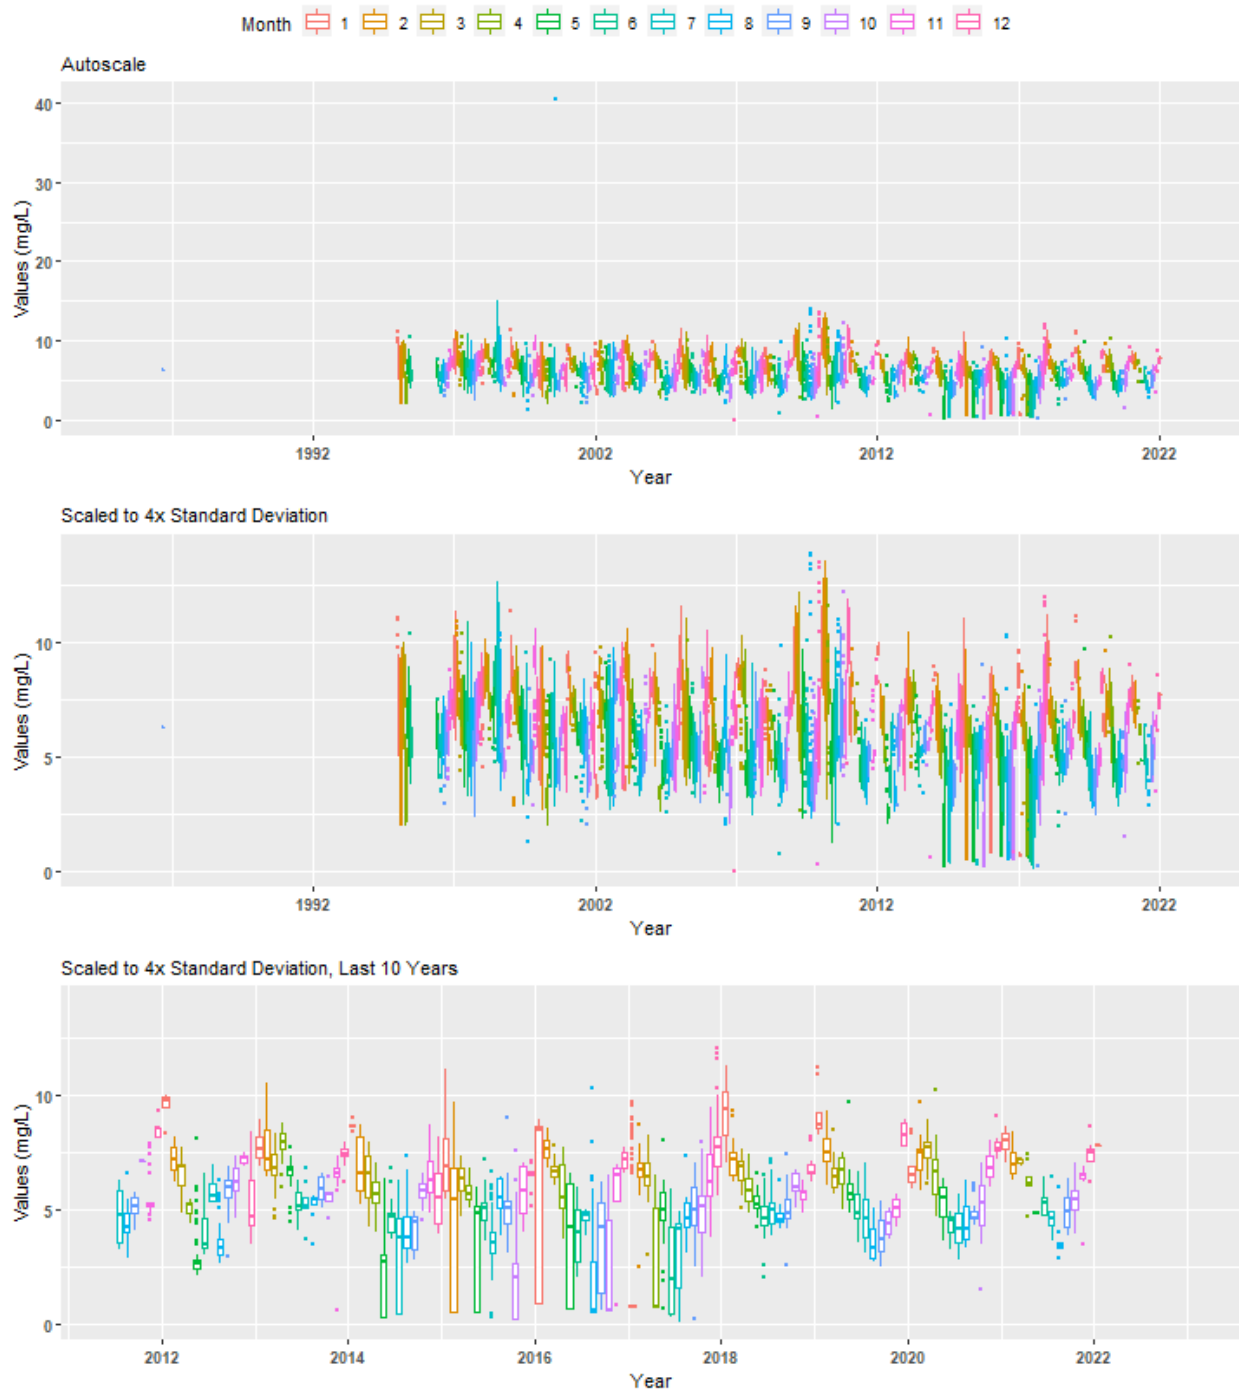 Month 1 2 3 4 5 6 7 8 9 10 11 12
Autoscale
Values (mg/L)
40
30
20
10
0
1992 2002 2012 2022
Year
Scaled to 4x Standard Deviation
Values (mg/L)
10
5
0
1992 2002 2012 2022
Year
Scaled to 4x Standard Deviation, Last 10 Years
Values (mg/L)
10
5
0
2012 2014 2016 2018 2020 2022
Year